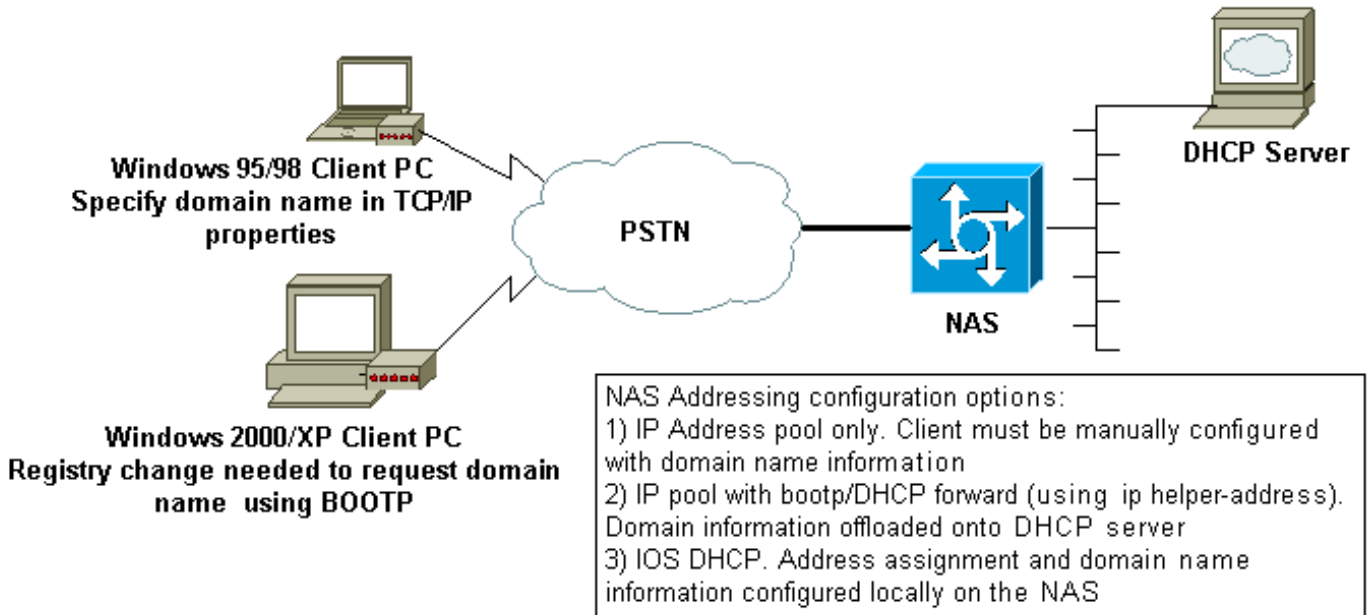 DHCP Server
Windows 95/98 Client PC
Specify domain name in TCP/IP
properties
PSTN
NAS
Windows 2000/XP Client PC
Registry change needed to request domain
name using BOOTP
NAS Addressing configuration options:
1) IP Address pool only. Client must be manually configured
with domain name information
2) IP pool with bootp/DHCP forward (using ip helper-address).
Domain information offloaded onto DHCP server
3) IOS DHCP. Address assignment and domain name
information configured locally on the NAS